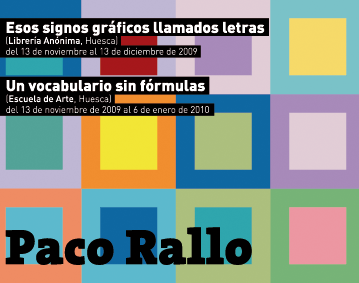 Esos signos gráficos llamados letras
(Librería Anónima, Huesca)
del 13 de noviembre al 13 de diciembre de 2009
Un vocabulario sin fórmulas
(Escuela de Arte, Huesca)
del 13 de noviembre de 2009 al 6 de enero de 2010
Paco Rallo